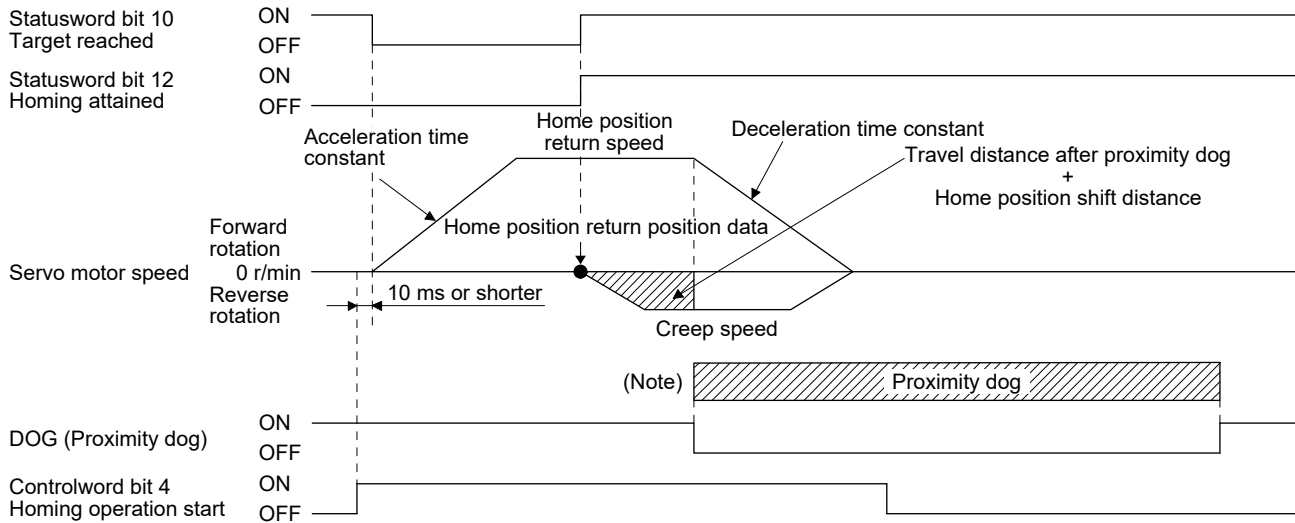 Statusword bit 10
Target reached
ON
OFF
Statusword bit 12
Homing attained
ON
OFF
Acceleration time
constant
Home position
return speed
Deceleration time constant
Travel distance after proximity dog
+
Home position shift distance
Home position return position data
Servo motor speed
Forward
rotation
0 r/min
Reverse
rotation
10 ms or shorter
Creep speed
(Note)
Proximity dog
DOG (Proximity dog)
ON
OFF
Controlword bit 4
Homing operation start
ON
OFF